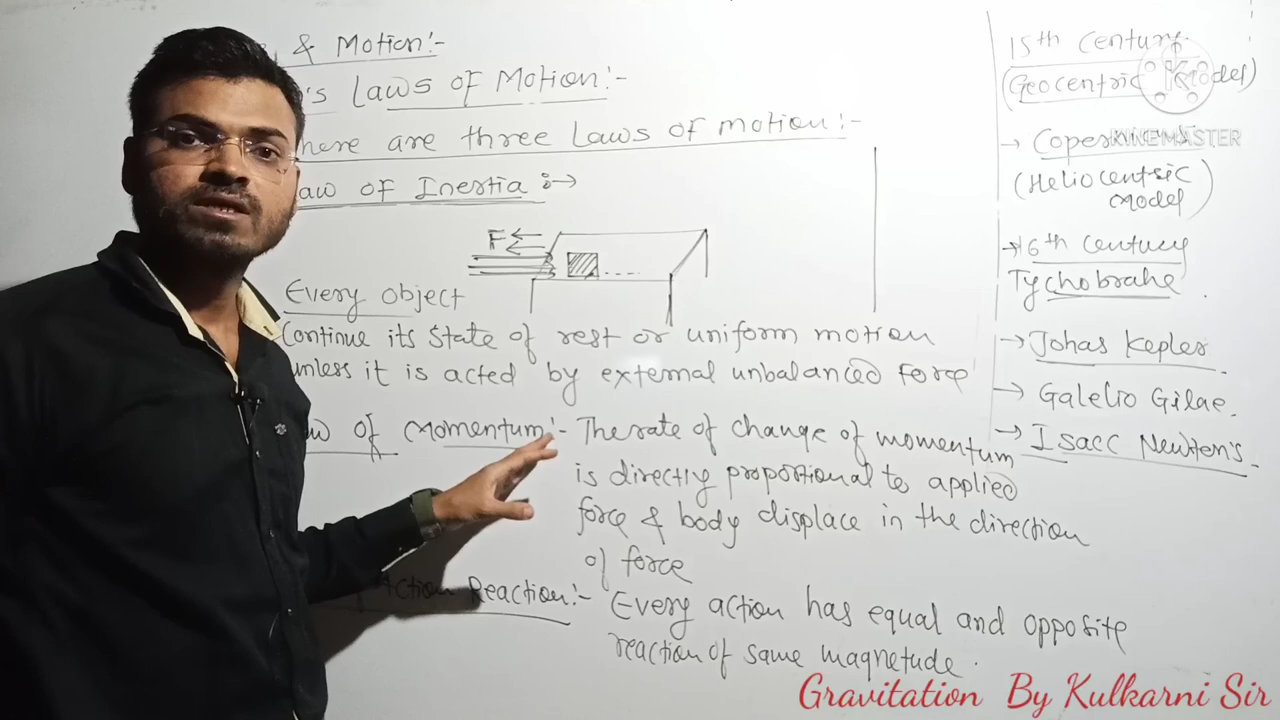 & Motion:-
's Laws of Motion:-
here are three Laws of motion:-
aw of Inertia :→
F
Every object
Continue its state of rest or uniform motion
unless it is acted by external unbalanced force
aw of Momentum:- The rate of change of momentum
is directly proportional to applied
force & body displace in the direction
of force
Action Reaction:- Every action has equal and opposite
reaction of same magnetude.
15th Century
(Geocentric Model)
→
(Heliocentric
Model)
→16th Century
Tychobrahe
→Johas Kepler
→ Galelio Gilae.
→ Isacc Newton's.
KINEMASTER
Gravitation By Kulkarni Sir